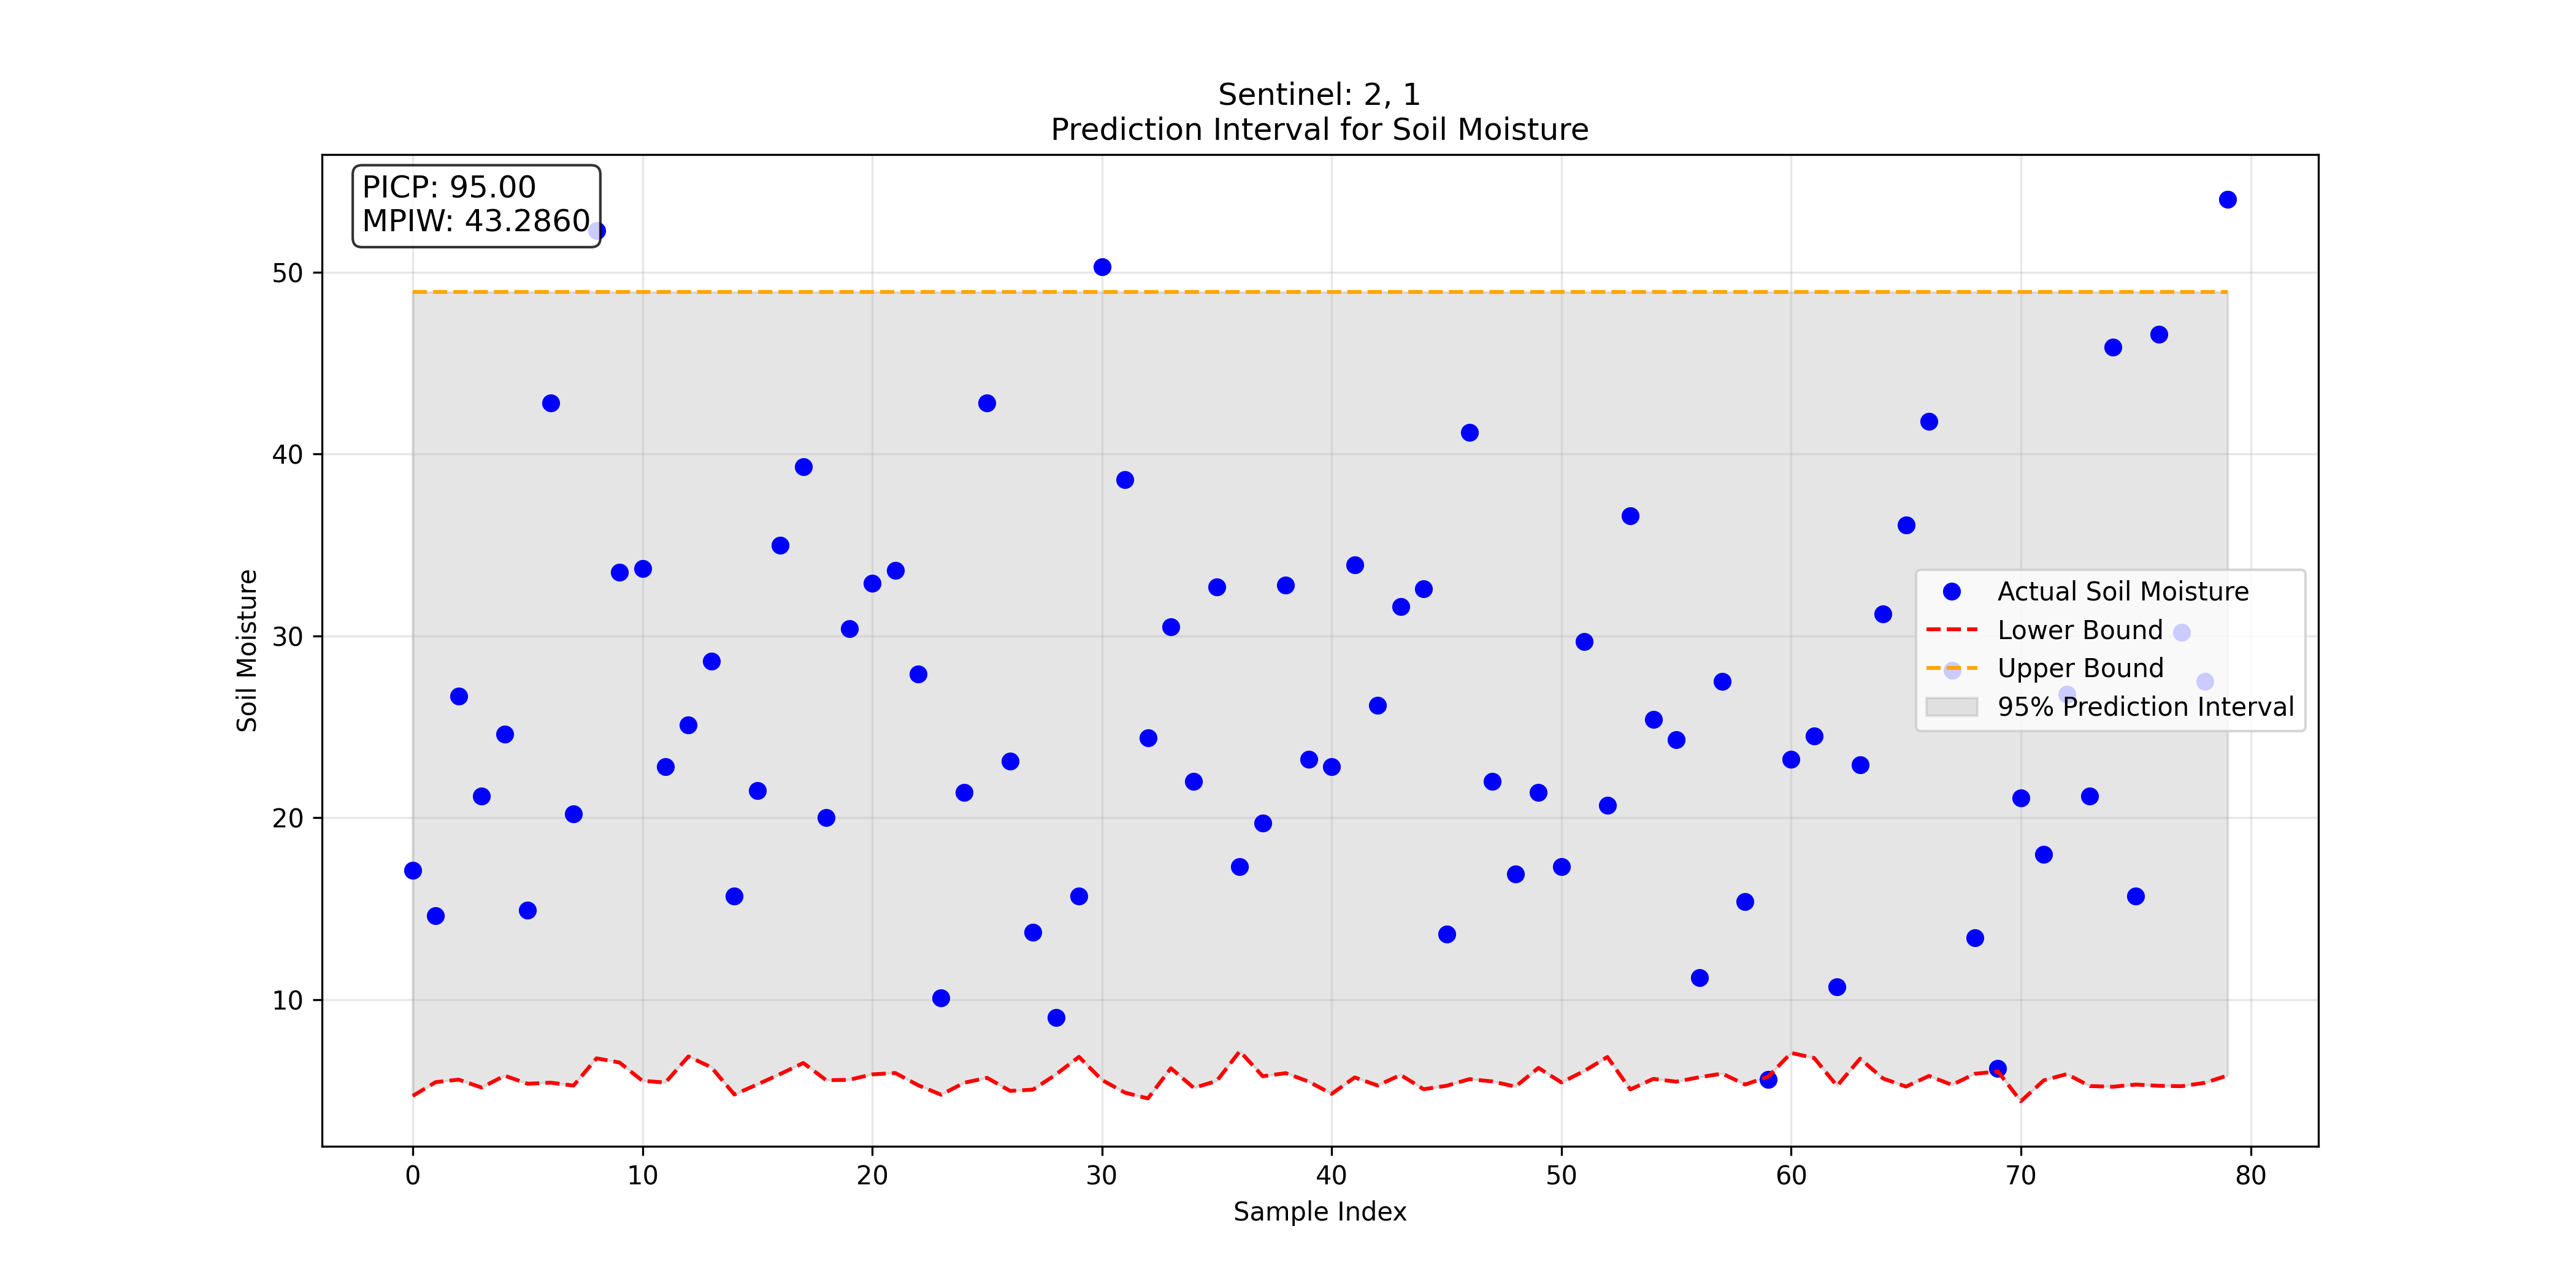 Sentinel: 2, 1
Prediction Interval for Soil Moisture
PICP: 95.00
MPIW: 43.2860
50
40
30
20
10
Soil Moisture
Actual Soil Moisture
Lower Bound
Upper Bound
95% Prediction Interval
0 10 20 30 40 50 60 70 80
Sample Index